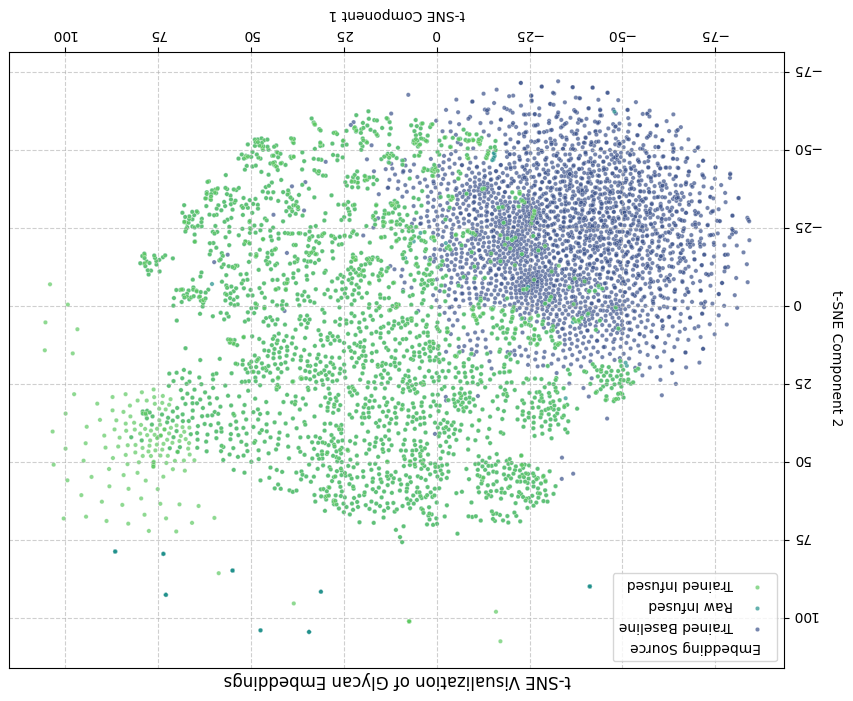 t-SNE Visualization of Glycan Embeddings
Embedding Source
Trained Baseline
Raw Infused
Trained Infused
t-SNE Component 2
100
75
50
25
0
−25
−50
−75
−75
−50
−25
0
25
50
75
100
t-SNE Component 1